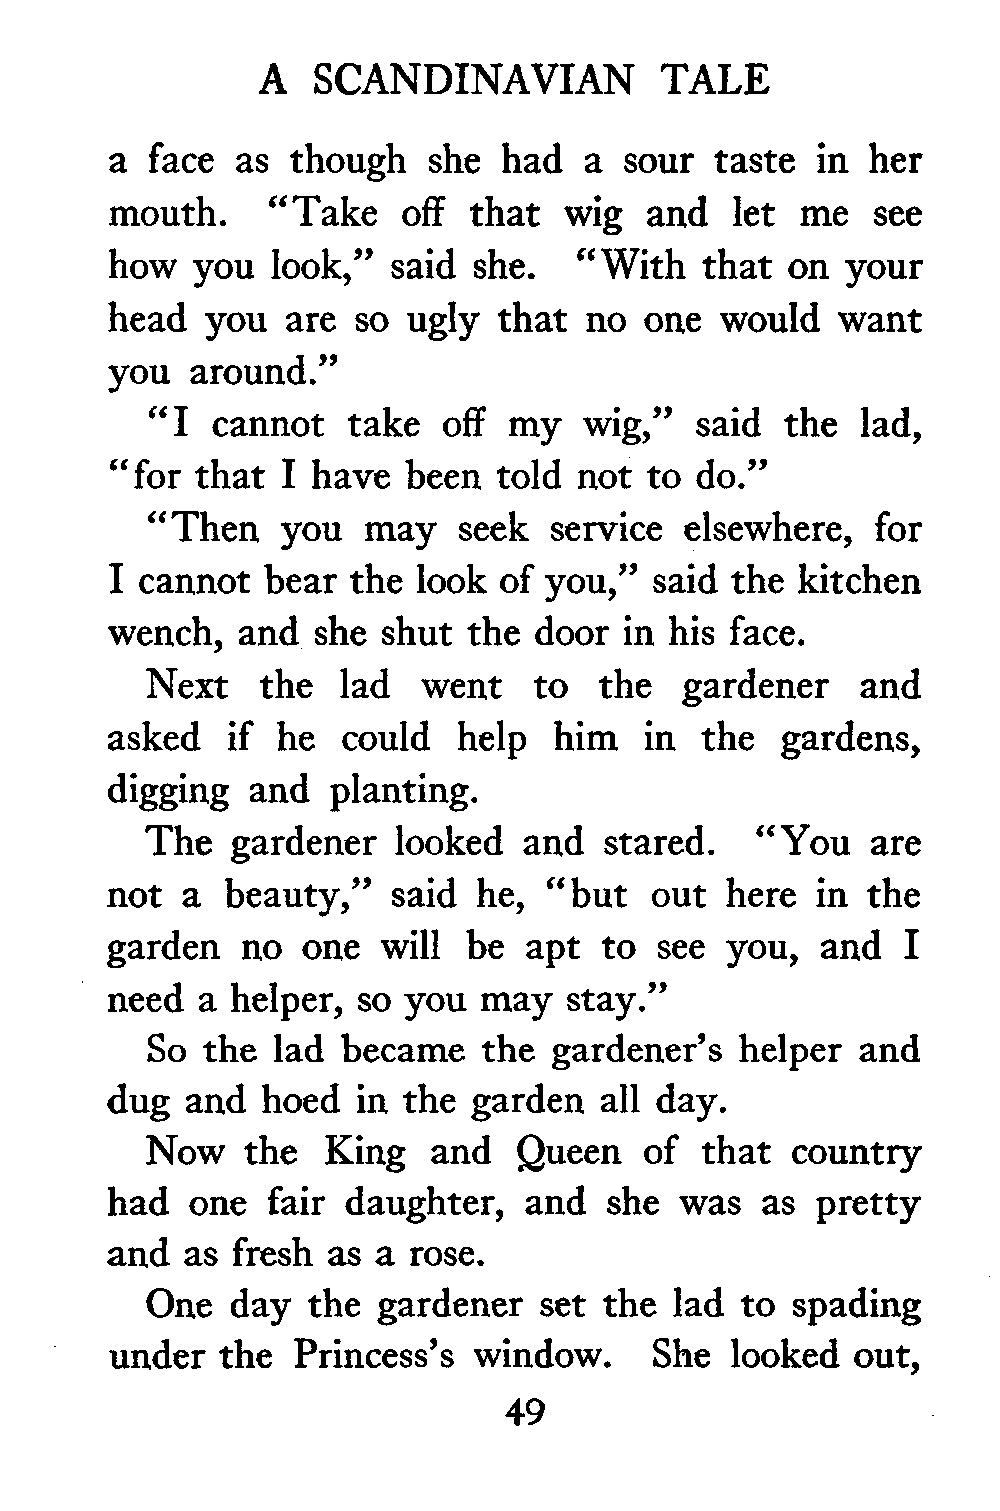 A SCANDINAVIAN TALE
a face as though she had a sour taste in her
mouth. "Take off that wig and let me see
how you look," said she. "With that on your
head you are so ugly that no one would want
you around."
"I cannot take off my wig," said the lad,
"for that I have been told not to do."
"Then you may seek service elsewhere, for
I cannot bear the look of you," said the kitchen
wench, and she shut the door in his face.
Next the lad went to the gardener and
asked if he could help him in the gardens,
digging and planting.
The gardener looked and stared. "You are
not a beauty," said he, "but out here in the
garden no one will be apt to see you, and I
need a helper, so you may stay."
So the lad became the gardener's helper and
dug and hoed in the garden all day.
Now the King and Queen of that country
had one fair daughter, and she was as pretty
and as fresh as a rose.
One day the gardener set the lad to spading
under the Princess's window. She looked out,
49